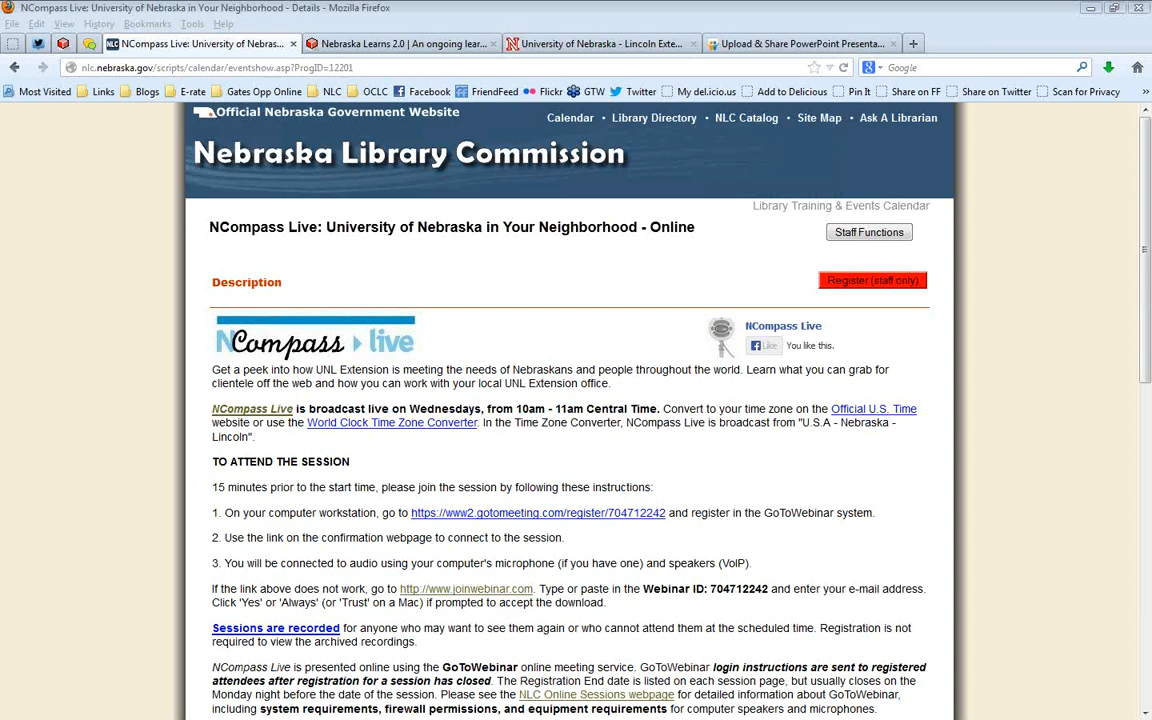 NCompass Live: University of Nebraska in Your Neighborhood - Details - Mozilla Firefox
File Edit View History Bookmarks Tools Help
NLC NCompass Live: University of Nebras... × Nebraska Learns 2.0 | An ongoing lear... × University of Nebraska - Lincoln Exte... × Upload & Share PowerPoint Presenta... × +
nlc.nebraska.gov/scripts/calendar/eventshow.asp?ProgID=12201 Google
Most Visited Links Blogs E-rate Gates Opp Online NLC OCLC Facebook FriendFeed Flickr GTW Twitter My del.icio.us Add to Delicious Pin It Share on FF Share on Twitter Scan for Privacy »
Official Nebraska Government Website
Calendar • Library Directory • NLC Catalog • Site Map • Ask A Librarian
Nebraska Library Commission
Library Training & Events Calendar
NCompass Live: University of Nebraska in Your Neighborhood - Online
Staff Functions
Description
Register (staff only)
NCompass live
NCompass Live
Like You like this.
Get a peek into how UNL Extension is meeting the needs of Nebraskans and people throughout the world. Learn what you can grab for
clientele off the web and how you can work with your local UNL Extension office.
NCompass Live is broadcast live on Wednesdays, from 10am - 11am Central Time. Convert to your time zone on the Official U.S. Time
website or use the World Clock Time Zone Converter. In the Time Zone Converter, NCompass Live is broadcast from "U.S.A - Nebraska -
Lincoln".
TO ATTEND THE SESSION
15 minutes prior to the start time, please join the session by following these instructions:
1. On your computer workstation, go to https://www2.gotomeeting.com/register/704712242 and register in the GoToWebinar system.
2. Use the link on the confirmation webpage to connect to the session.
3. You will be connected to audio using your computer's microphone (if you have one) and speakers (VoIP).
If the link above does not work, go to http://www.joinwebinar.com. Type or paste in the Webinar ID: 704712242 and enter your e-mail address.
Click 'Yes' or 'Always' (or 'Trust' on a Mac) if prompted to accept the download.
Sessions are recorded for anyone who may want to see them again or who cannot attend them at the scheduled time. Registration is not
required to view the archived recordings.
NCompass Live is presented online using the GoToWebinar online meeting service. GoToWebinar login instructions are sent to registered
attendees after registration for a session has closed. The Registration End date is listed on each session page, but usually closes on the
Monday night before the date of the session. Please see the NLC Online Sessions webpage for detailed information about GoToWebinar,
including system requirements, firewall permissions, and equipment requirements for computer speakers and microphones.